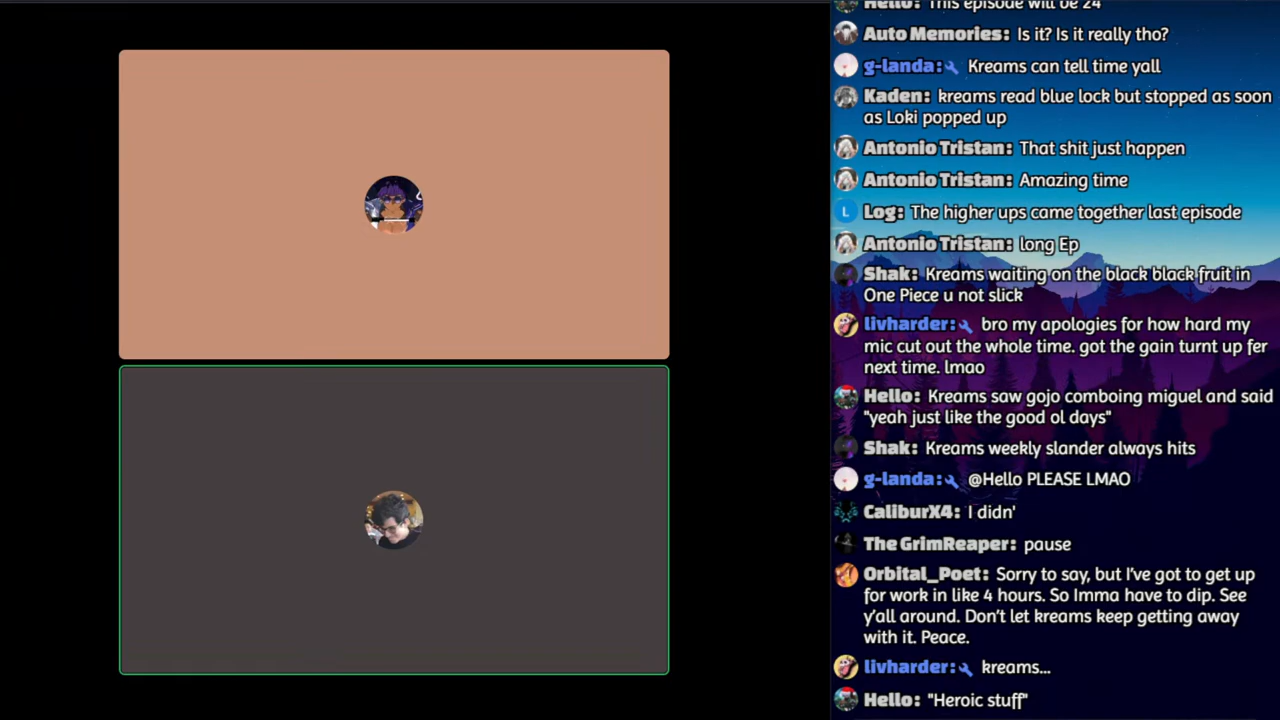 Hello: This episode will be 24
Auto Memories: Is it? Is it really tho?
g-landa: Kreams can tell time yall
Kaden: kreams read blue lock but stopped as soon
as Loki popped up
Antonio Tristan: That shit just happen
Antonio Tristan: Amazing time
L Log: The higher ups came together last episode
Antonio Tristan: long Ep
Shak: Kreams waiting on the black black fruit in
One Piece u not slick
livharder: bro my apologies for how hard my
mic cut out the whole time. got the gain turnt up fer
next time. lmao
Hello: Kreams saw gojo comboing miguel and said
"yeah just like the good ol days"
Shak: Kreams weekly slander always hits
g-landa: @Hello PLEASE LMAO
CaliburX4: I didn'
The GrimReaper: pause
Orbital_Poet: Sorry to say, but I've got to get up
for work in like 4 hours. So Imma have to dip. See
y'all around. Don't let kreams keep getting away
with it. Peace.
livharder: kreams...
Hello: "Heroic stuff"